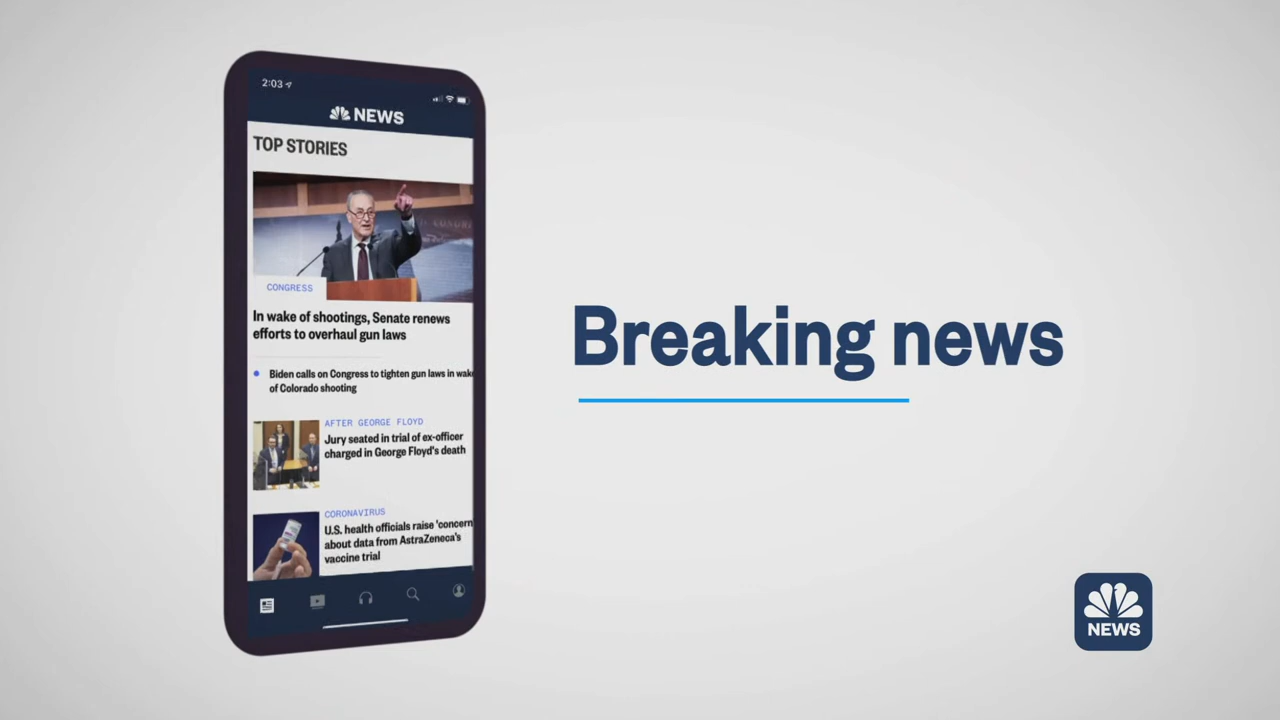 2:03
NEWS
TOP STORIES
CONGRESS
In wake of shootings, Senate renews
efforts to overhaul gun laws
Biden calls on Congress to tighten gun laws in wake
of Colorado shooting
AFTER GEORGE FLOYD
Jury seated in trial of ex-officer
charged in George Floyd's death
CORONAVIRUS
U.S. health officials raise 'concern
about data from AstraZeneca's
vaccine trial
Breaking news
NEWS